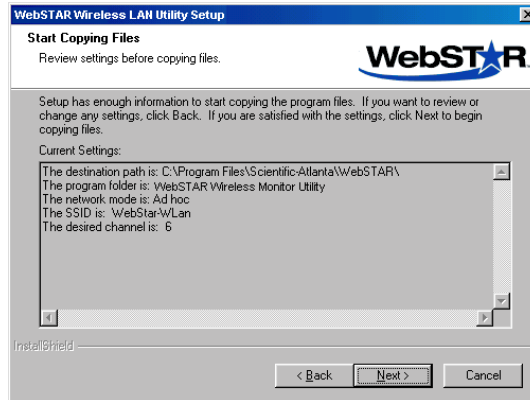 WebSTAR Wireless LAN Utility Setup
Start Copying Files
Review settings before copying files.
WebSTAR
Setup has enough information to start copying the program files. If you want to review or
change any settings, click Back. If you are satisfied with the settings, click Next to begin
copying files.
Current Settings:
The destination path is: C:\Program Files\Scientific-Atlanta\WebSTAR\
The program folder is: WebSTAR Wireless Monitor Utility
The network mode is: Ad hoc
The SSID is: WebStar-WLan
The desired channel is: 6
InstallShield
< Back
Next >
Cancel